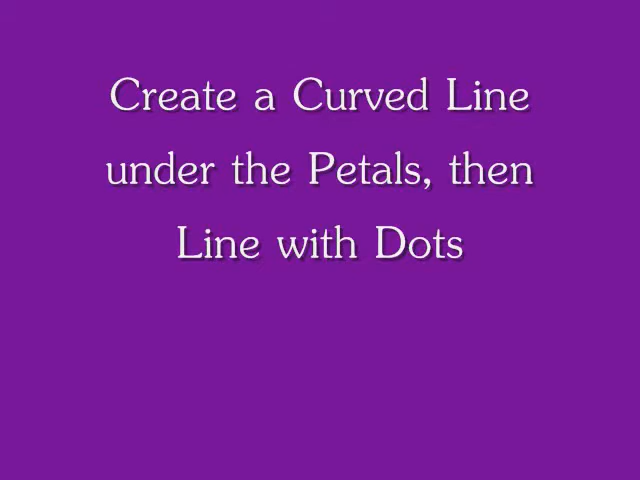 Create a Curved Line
under the Petals, then
Line with Dots